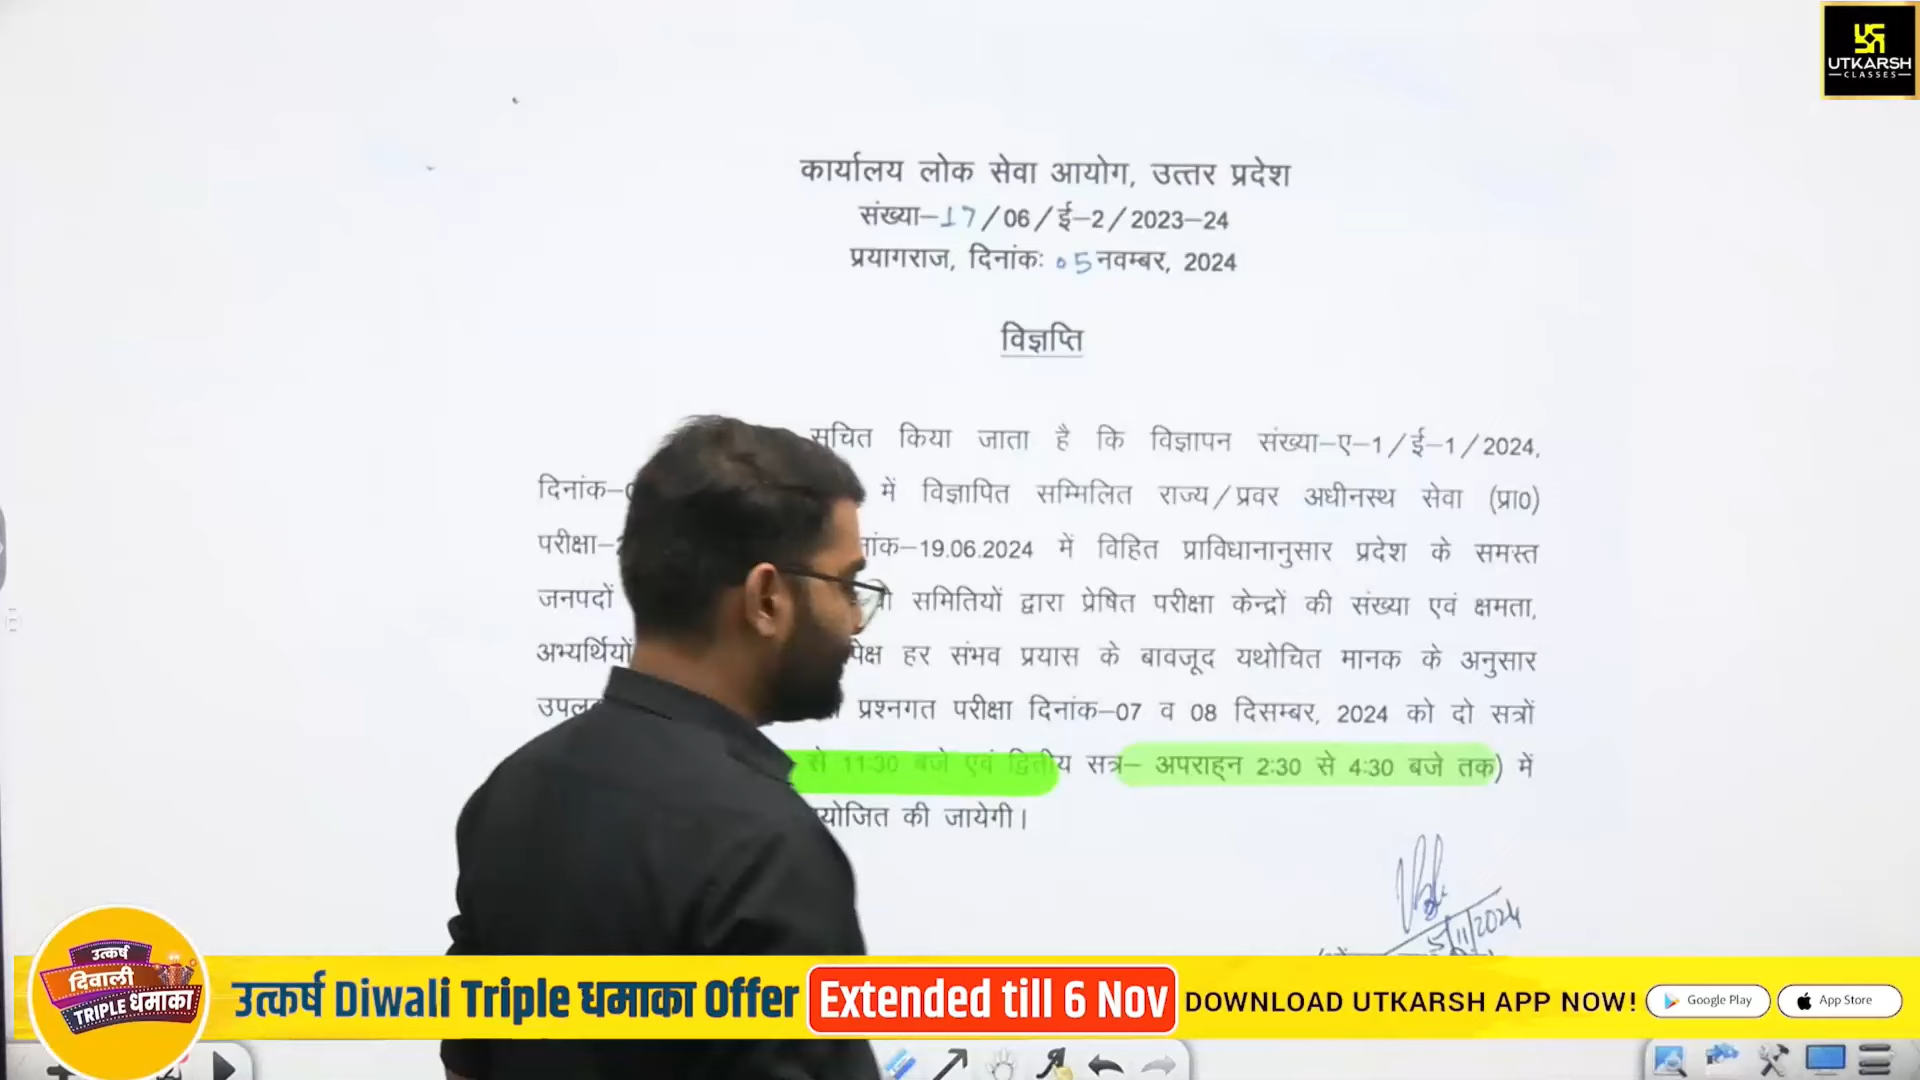 UTKARSH
CLASSES
कार्यालय लोक सेवा आयोग, उत्तर प्रदेश
संख्या-17/06/ई-2/2023-24
प्रयागराज, दिनांकः 05 नवम्बर, 2024
विज्ञप्ति
सूचित किया जाता है कि विज्ञापन संख्या-ए-1/ई-1/2024,
दिनांक- में विज्ञापित सम्मिलित राज्य/प्रवर अधीनस्थ सेवा (प्रा0)
परीक्षा- -19.06.2024 में विहित प्राविधानानुसार प्रदेश के समस्त
जनपदों समितियों द्वारा प्रेषित परीक्षा केन्द्रों की संख्या एवं क्षमता,
अभ्यर्थियों हर संभव प्रयास के बावजूद यथोचित मानक के अनुसार
प्रश्नगत परीक्षा दिनांक-07 व 08 दिसम्बर, 2024 को दो सत्रों
से 11:30 बजे एवं द्वितीय सत्र- अपराह्न 2:30 से 4:30 बजे तक) में
की जायेगी।
5/11/2024
उत्कर्ष
दिवाली
TRIPLE धमाका
उत्कर्ष Diwali Triple धमाका Offer Extended till 6 Nov DOWNLOAD UTKARSH APP NOW! Google Play App Store